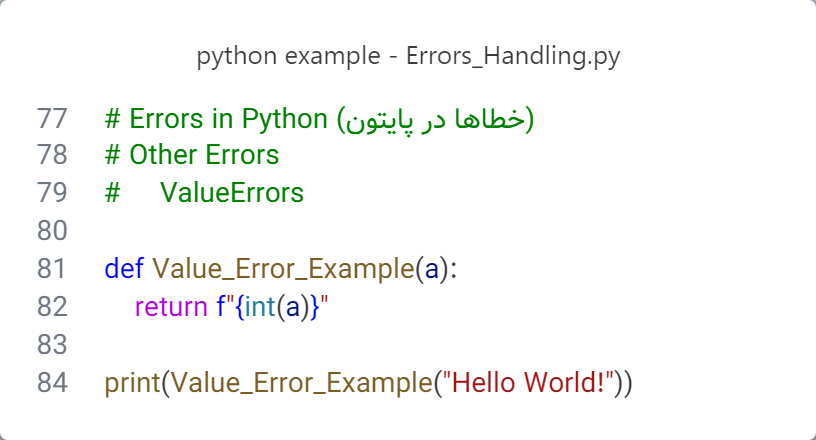 python example - Errors_Handling.py
77 # Errors in Python (خطاها در پایتون)
78 # Other Errors
79 #     ValueErrors
80
81 def Value_Error_Example(a):
82     return f"{int(a)}"
83
84 print(Value_Error_Example("Hello World!"))